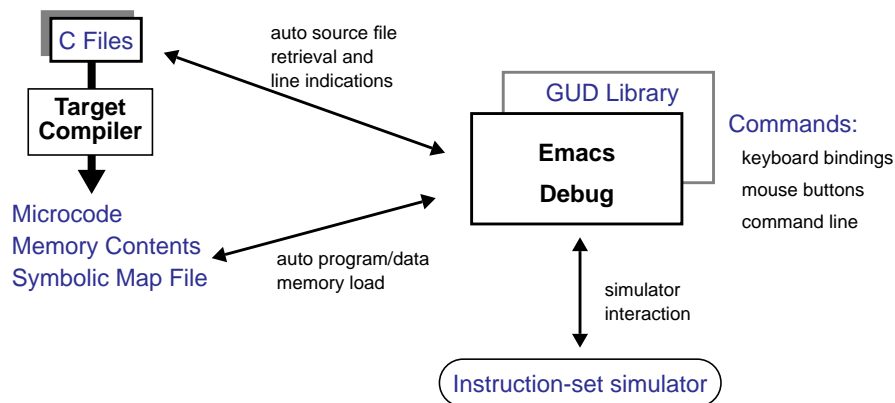 C Files
Target
Compiler
Microcode
Memory Contents
Symbolic Map File
auto source file
retrieval and
line indications
auto program/data
memory load
GUD Library
Emacs
Debug
Commands:
keyboard bindings
mouse buttons
command line
simulator
interaction
Instruction-set simulator